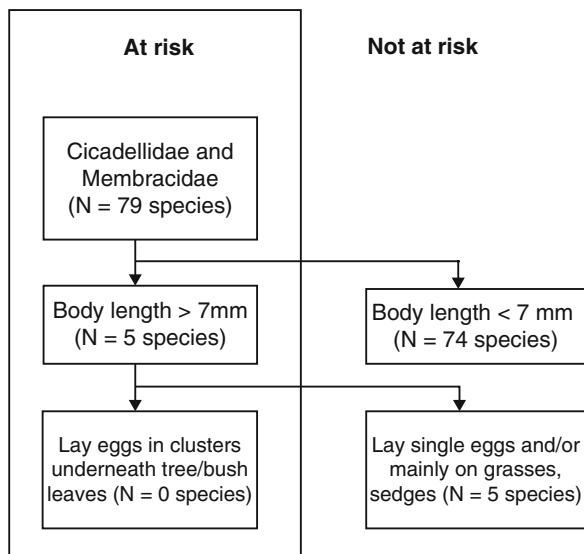 At risk
Not at risk
Cicadellidae and
Membracidae
(N = 79 species)
Body length > 7mm
(N = 5 species)
Body length < 7 mm
(N = 74 species)
Lay eggs in clusters
underneath tree/bush
leaves (N = 0 species)
Lay single eggs and/or
mainly on grasses,
sedges (N = 5 species)